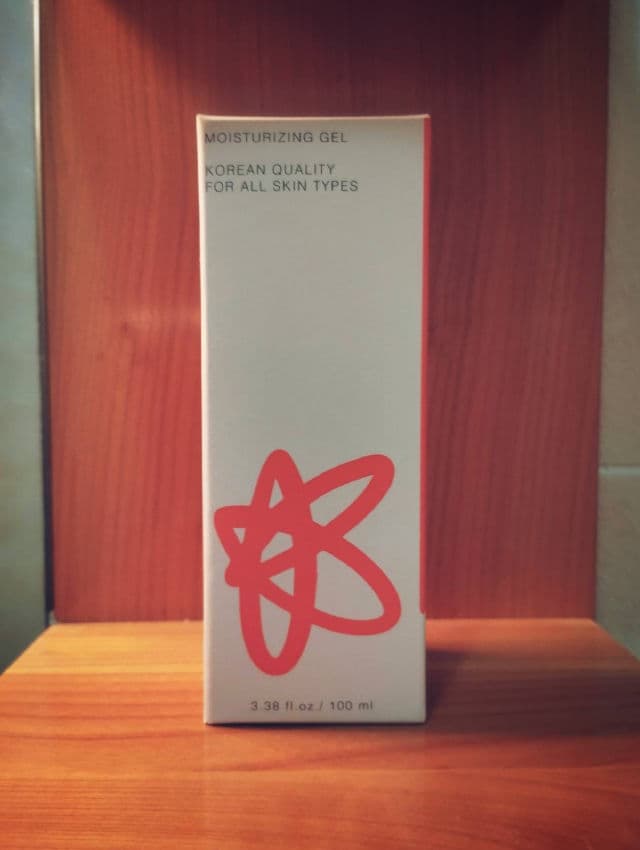 MOISTURIZING GEL
KOREAN QUALITY
FOR ALL SKIN TYPES
3.38 fl.oz./ 100 ml